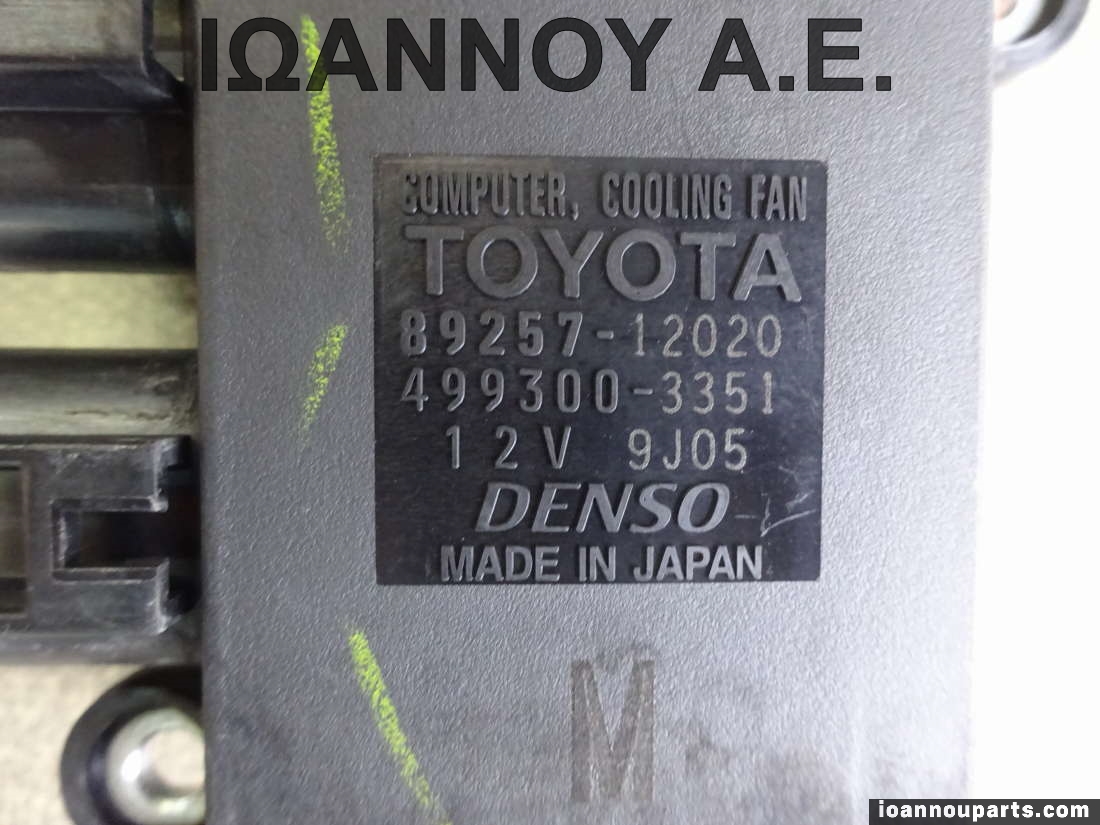 ΙΩΑΝΝΟΥ Α.Ε.
COMPUTER, COOLING FAN
TOYOTA
89257-12020
499300-3351
12V 9J05
DENSO
MADE IN JAPAN
M
ioannouparts.com